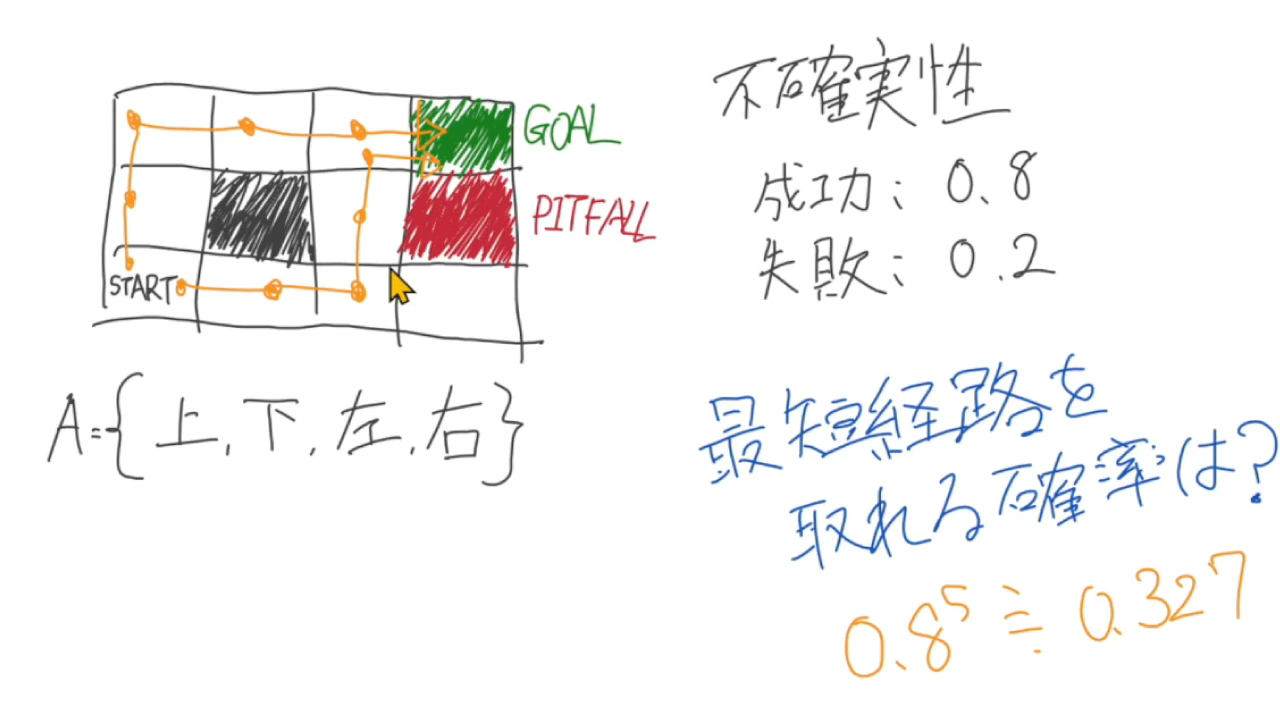 不確実性
GOAL
成功: 0.8
PITFALL
失敗: 0.2
START
A={上, 下, 左, 右}
最短経路を
取れる確率は?
0.8⁵≒0.327